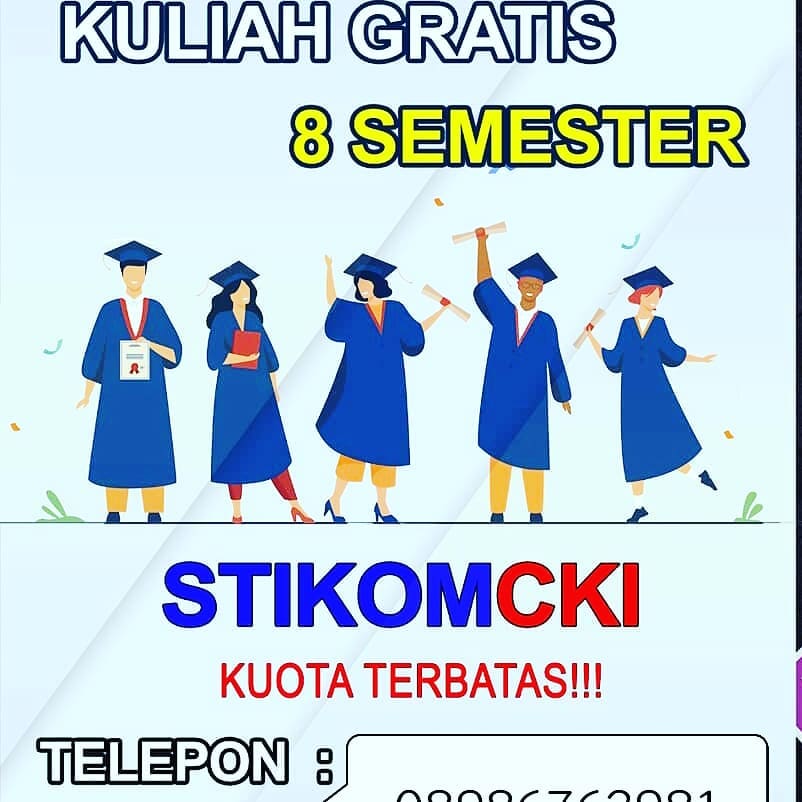 KULIAH GRATIS
8 SEMESTER
STIKOMCKI
KUOTA TERBATAS!!!
TELEPON :